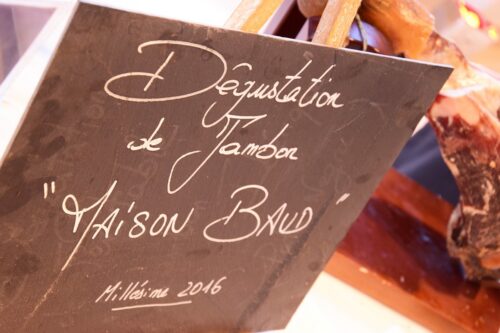 Dégustation
de Jambon
"MAISON BAUD"
Millésime 2016